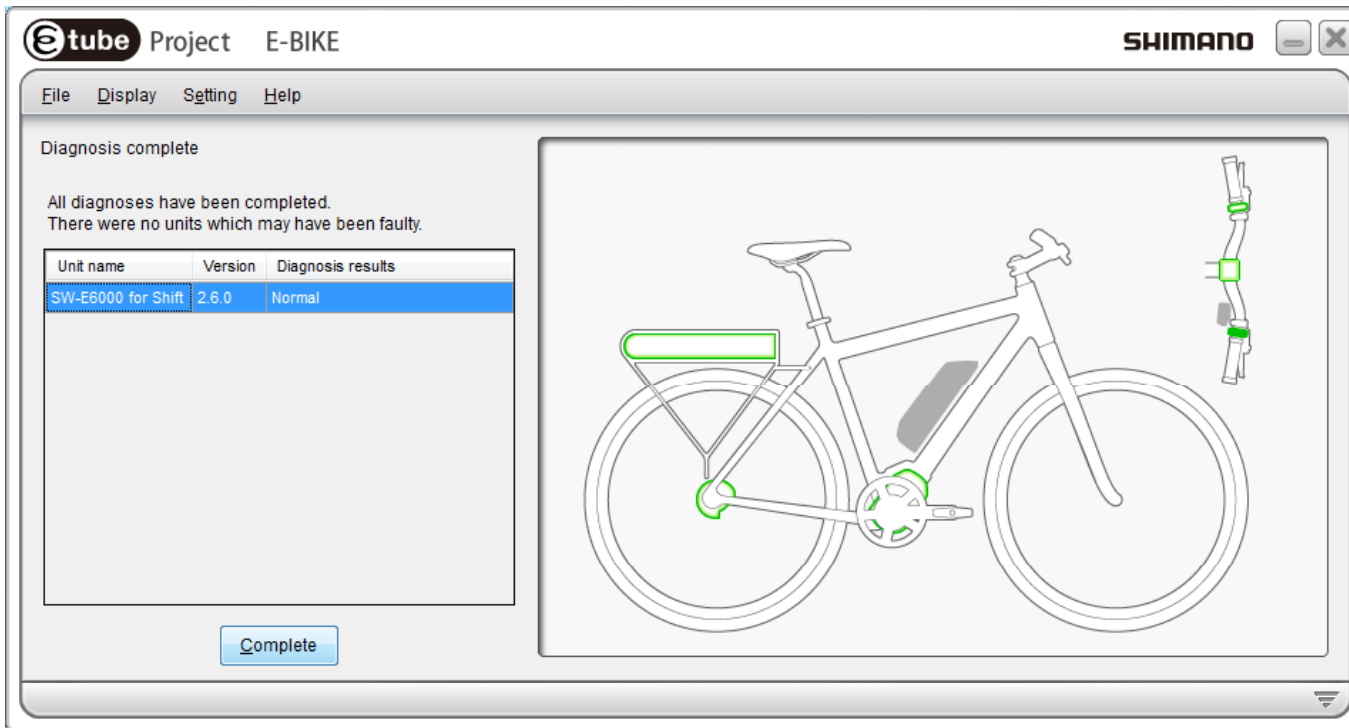 etube Project E-BIKE SHIMANO
File Display Setting Help
Diagnosis complete
All diagnoses have been completed.
There were no units which may have been faulty.
Unit name Version Diagnosis results
SW-E6000 for Shift 2.6.0 Normal
Complete